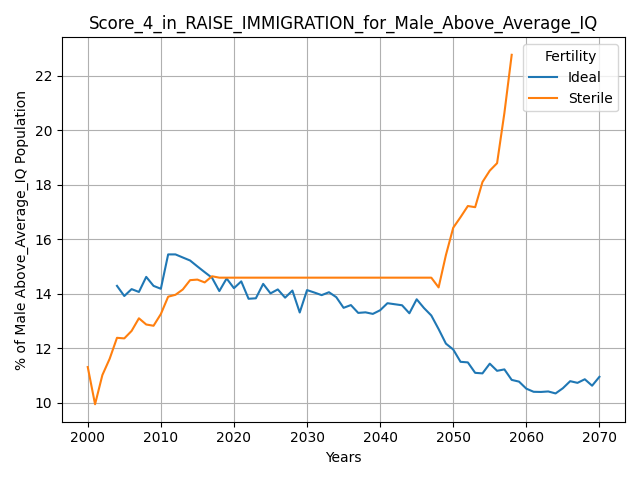 Score_4_in_RAISE_IMMIGRATION_for_Male_Above_Average_IQ
% of Male Above_Average_IQ Population
22
20
18
16
14
12
10
Fertility
Ideal
Sterile
2000 2010 2020 2030 2040 2050 2060 2070
Years